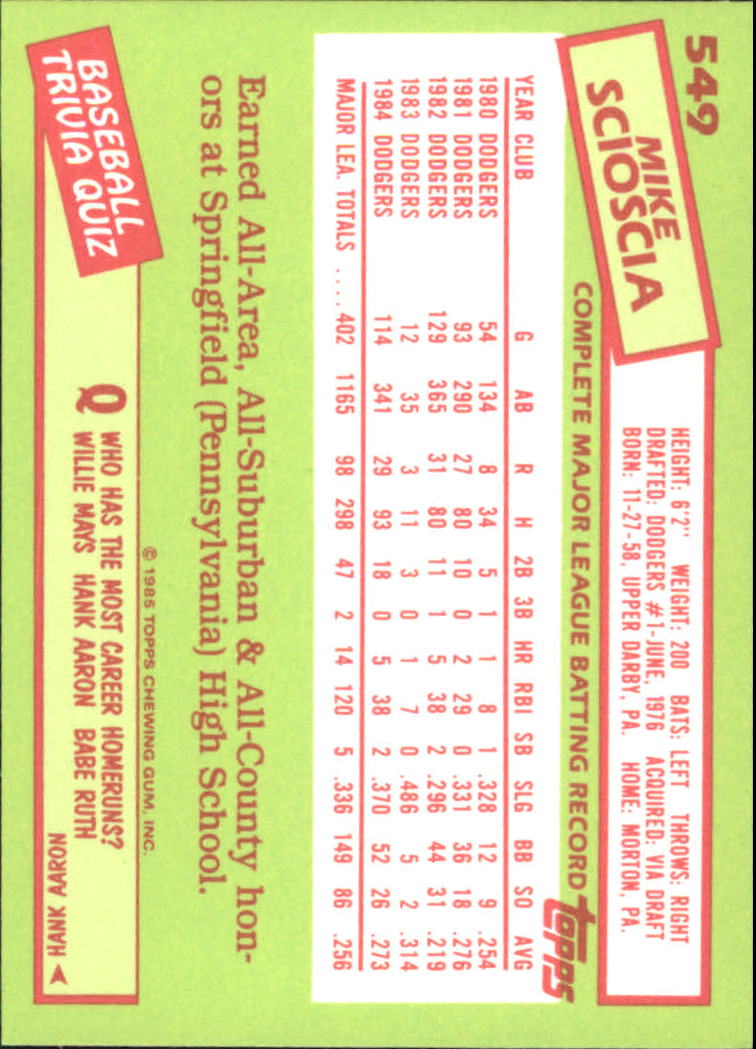 549
MIKE
SCIOSCIA
HEIGHT: 6'2" WEIGHT: 200 BATS: LEFT THROWS: RIGHT
DRAFTED: DODGERS #1-JUNE, 1976 ACQUIRED: VIA DRAFT
BORN: 11-27-58, UPPER DARBY, PA. HOME: MORTON, PA.
COMPLETE MAJOR LEAGUE BATTING RECORD topps
YEAR CLUB G AB R H 2B 3B HR RBI SB SLG BB SO AVG
1980 DODGERS 54 134 8 34 5 1 1 8 1 .328 12 9 .254
1981 DODGERS 93 290 27 80 10 0 2 29 0 .331 36 18 .276
1982 DODGERS 129 365 31 80 11 1 5 38 2 .296 44 31 .219
1983 DODGERS 12 35 3 11 3 0 1 7 0 .486 5 2 .314
1984 DODGERS 114 341 29 93 18 0 5 38 2 .370 52 26 .273
MAJOR LEA. TOTALS .... 402 1165 98 298 47 2 14 120 5 .336 149 86 .256
Earned All-Area, All-Suburban & All-County hon-
ors at Springfield (Pennsylvania) High School.
© 1985 TOPPS CHEWING GUM, INC.
BASEBALL
TRIVIA QUIZ
Q WHO HAS THE MOST CAREER HOMERUNS?
WILLIE MAYS HANK AARON BABE RUTH
HANK AARON